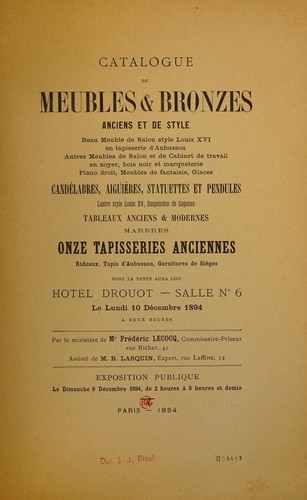 CATALOGUE
DE
MEUBLES & BRONZES
ANCIENS ET DE STYLE
Beau Meuble de Salon style Louis XVI
en tapisserie d'Aubusson
Autres Meubles de Salon et de Cabinet de travail
en noyer, bois noir et marqueterie
Piano droit, Meubles de fantaisie, Glaces
CANDÉLABRES, AIGUIÈRES, STATUETTES ET PENDULES
Lustre style Louis XV, Suspension de Gagneau
TABLEAUX ANCIENS & MODERNES
MARBRES
ONZE TAPISSERIES ANCIENNES
Rideaux, Tapis d'Aubusson, Garnitures de Sièges
DONT LA VENTE AURA LIEU
HOTEL DROUOT — SALLE N° 6
Le Lundi 10 Décembre 1894
A DEUX HEURES
Par le ministère de Me Frédéric LECOCQ, Commissaire-Priseur
rue Richer, 41
Assisté de M. B. LASQUIN, Expert, rue Laffitte, 12
EXPOSITION PUBLIQUE
Le Dimanche 9 Décembre 1894, de 2 heures à 5 heures et demie
PARIS — 1894